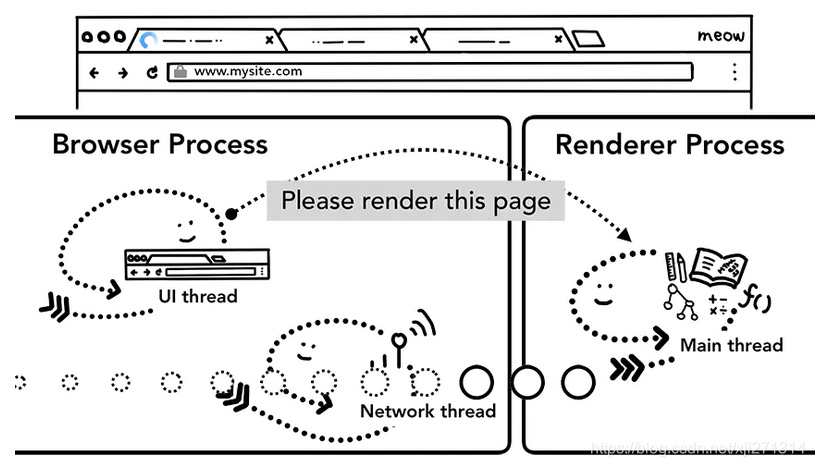 meow
www.mysite.com
Browser Process
Renderer Process
Please render this page
UI thread
f()
Main thread
Network thread
https://blog.csdn.net/xjl271314